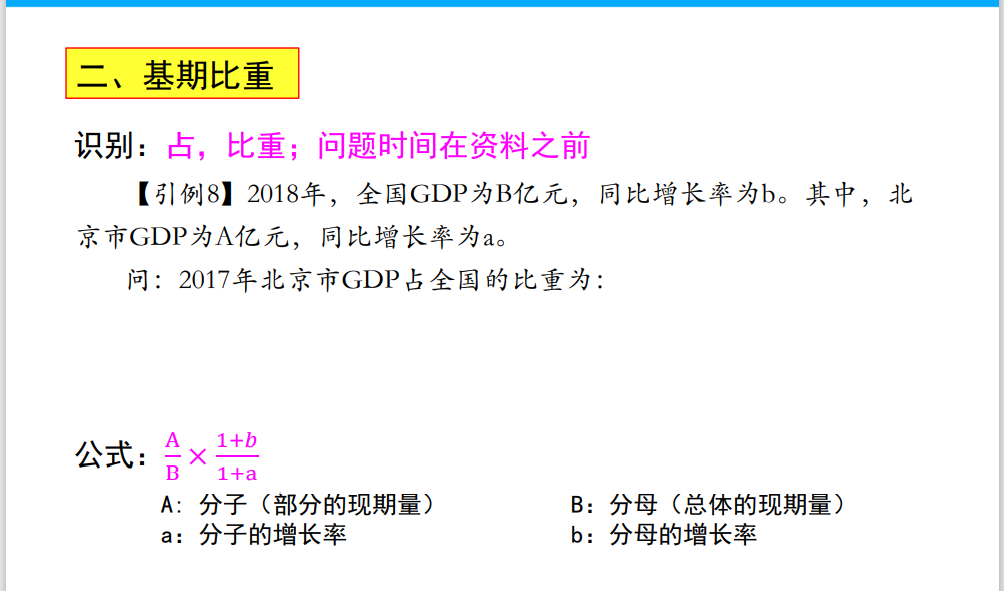 二、基期比重
识别：占，比重；问题时间在资料之前
【引例8】2018年，全国GDP为B亿元，同比增长率为b。其中，北
京市GDP为A亿元，同比增长率为a。
问：2017年北京市GDP占全国的比重为：
公式：A/B × 1+b/1+a
A: 分子（部分的现期量） B：分母（总体的现期量）
a：分子的增长率 b：分母的增长率